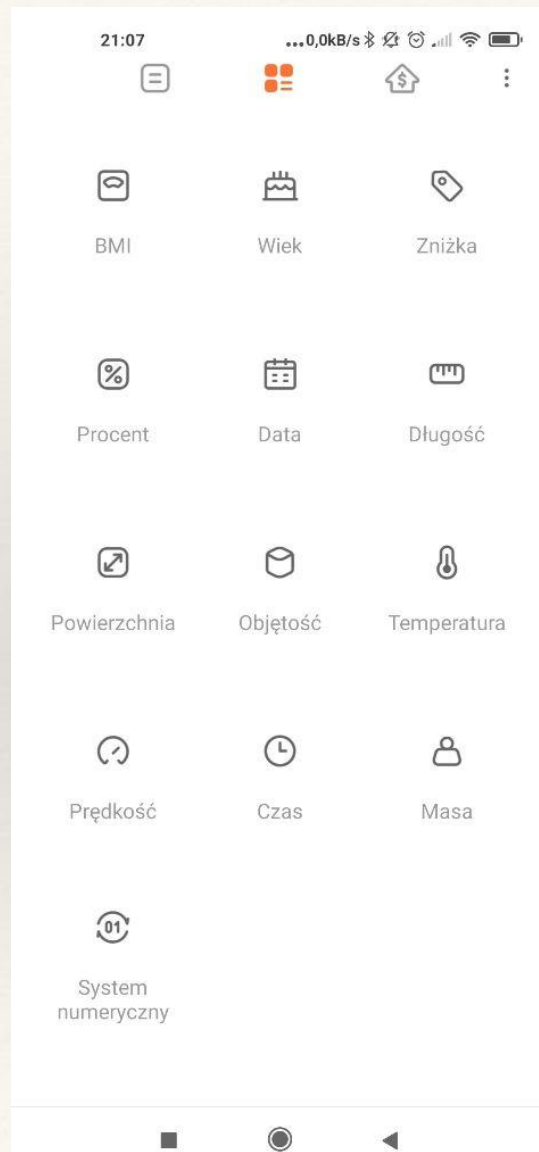 21:07 ...0,0kB/s
BMI Wiek Zniżka
Procent Data Długość
Powierzchnia Objętość Temperatura
Prędkość Czas Masa
01
System
numeryczny